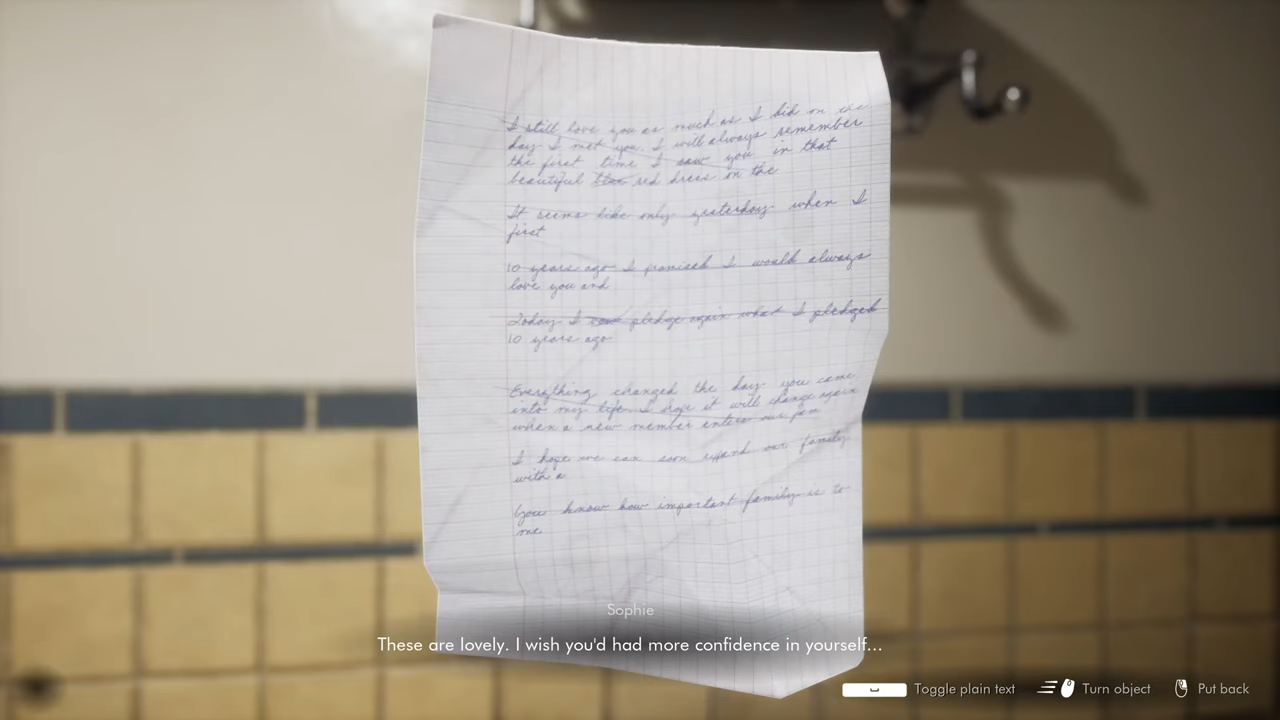 I still love you as much as I did on the
day I met you. I will always remember
the first time I saw you in that
beautiful blue red dress on the
It seems like only yesterday when I
first
10 years ago I promised I would always
love you and
Today I pledge again what I pledged
10 years ago
Everything changed the day you came
into my life. I hope it will change again
when a new member enters our
I hope we can soon expand our family
with a
You know how important family is to
me
Sophie
These are lovely. I wish you'd had more confidence in yourself...
Toggle plain text
Turn object
Put back